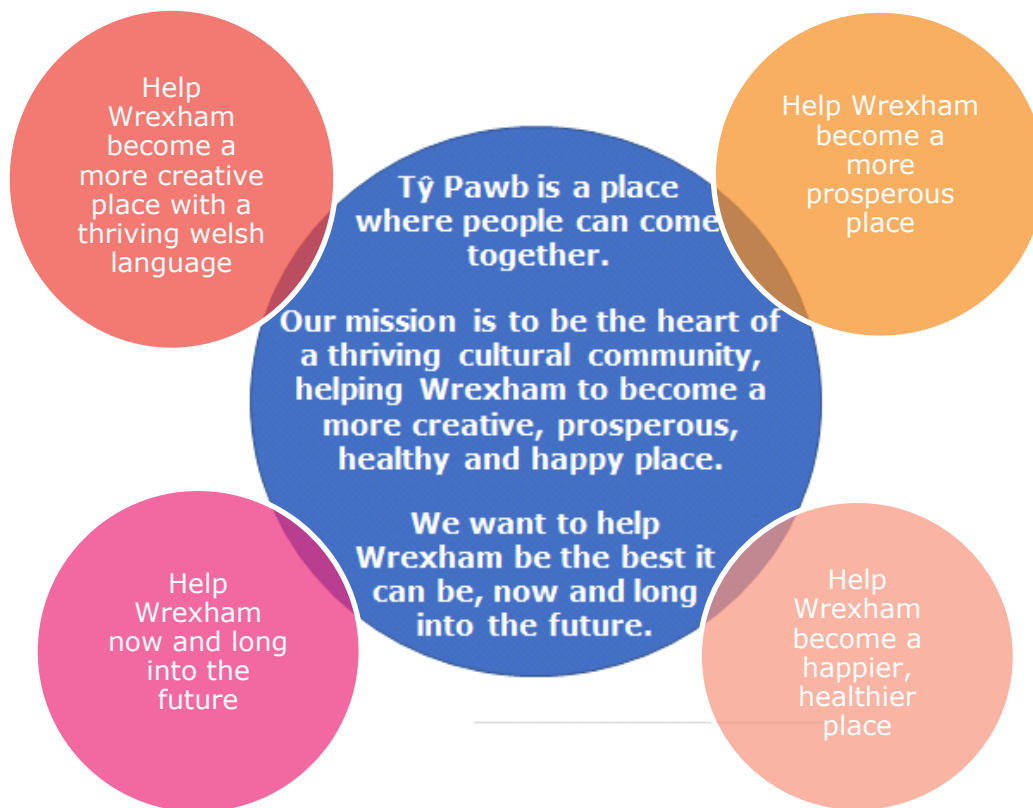 Help
Wrexham
become a
more creative
place with a
thriving welsh
language
Help Wrexham
become a
more
prosperous
place
Tŷ Pawb is a place
where people can come
together.
Our mission is to be the heart of
a thriving cultural community,
helping Wrexham to become a
more creative, prosperous,
healthy and happy place.
We want to help
Wrexham be the best it
can be, now and long
into the future.
Help
Wrexham
now and long
into the
future
Help
Wrexham
become a
happier,
healthier
place